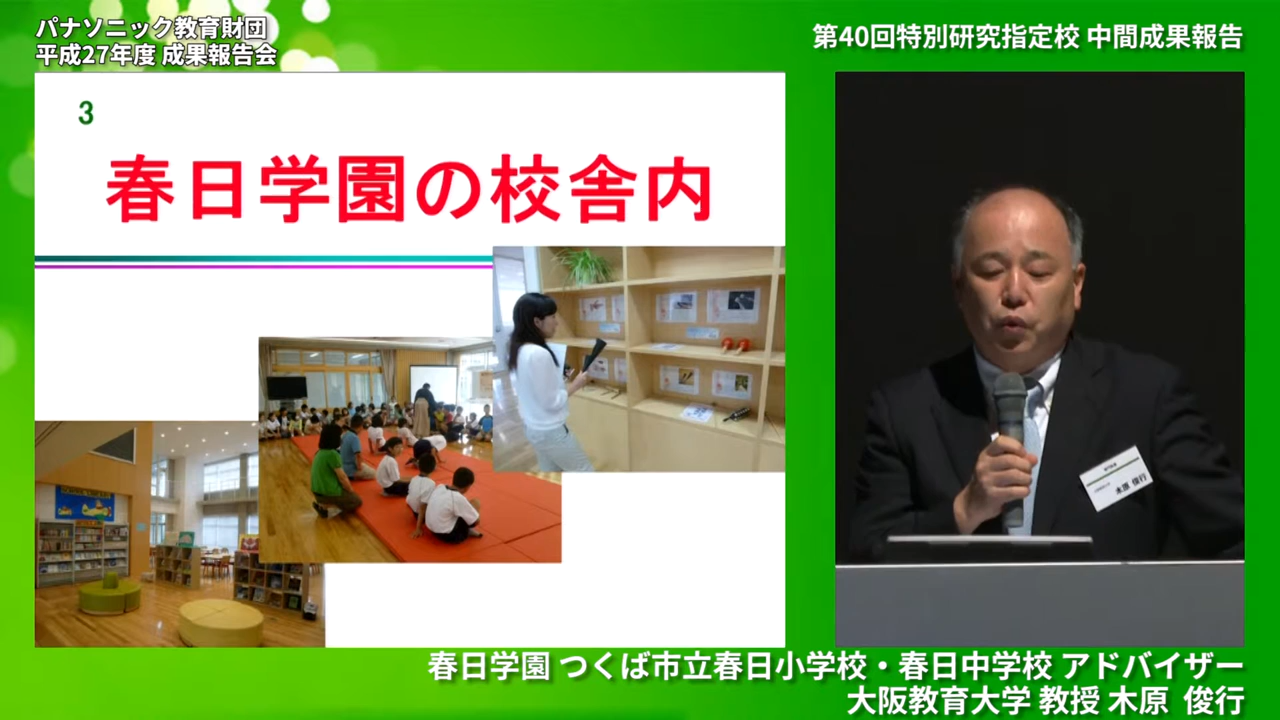 パナソニック教育財団
平成27年度 成果報告会
第40回特別研究指定校 中間成果報告
3
春日学園の校舎内
木原 俊行
春日学園 つくば市立春日小学校・春日中学校 アドバイザー
大阪教育大学 教授 木原 俊行